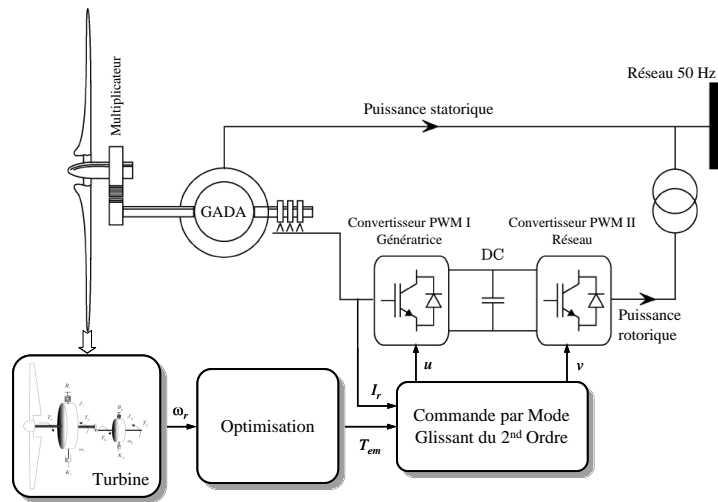 Réseau 50 Hz
Multiplicateur
Puissance statorique
GADA
Convertisseur PWM I
Génératrice
DC
Convertisseur PWM II
Réseau
Puissance
rotorique
u
v
I_r
ω_r
Optimisation
T_em
Commande par Mode
Glissant du 2nd Ordre
Turbine